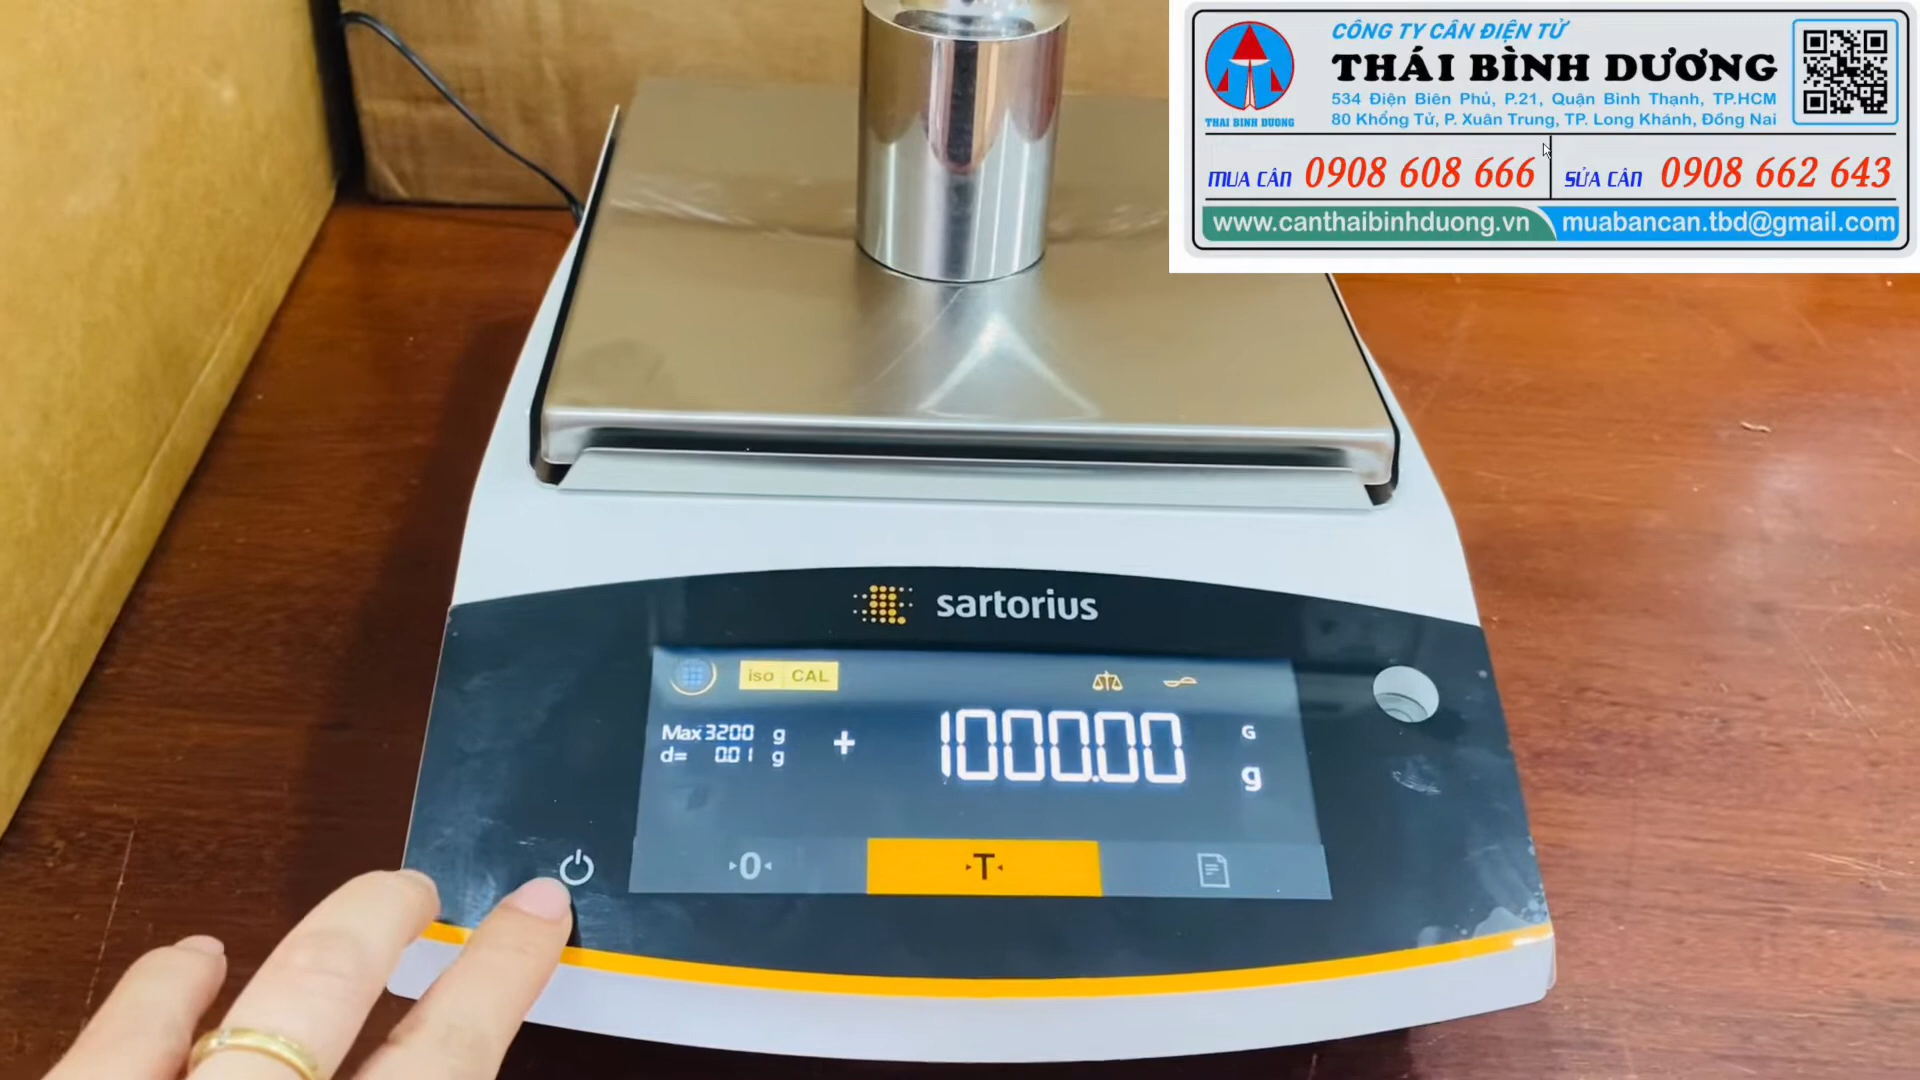 CÔNG TY CÂN ĐIỆN TỬ
THÁI BÌNH DƯƠNG
534 Điện Biên Phủ, P.21, Quận Bình Thạnh, TP.HCM
80 Khổng Tử, P. Xuân Trung, TP. Long Khánh, Đồng Nai
THAI BINH DUONG
MUA CÂN 0908 608 666
SỬA CÂN 0908 662 643
www.canthaibinhduong.vn
muabancan.tbd@gmail.com
sartorius
iso CAL
Max 3200 g
d= 0.01 g
+ 1000.00
G
g
0
T